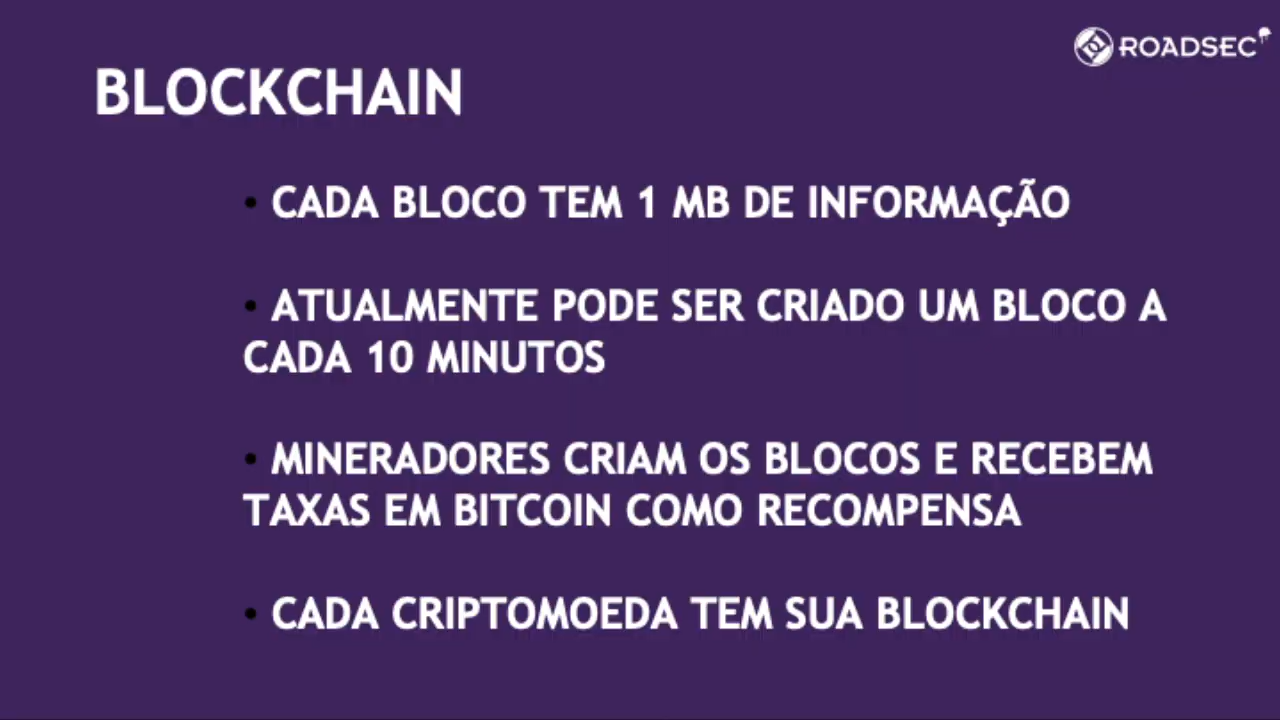 ROADSEC
BLOCKCHAIN
• CADA BLOCO TEM 1 MB DE INFORMAÇÃO
• ATUALMENTE PODE SER CRIADO UM BLOCO A
CADA 10 MINUTOS
• MINERADORES CRIAM OS BLOCOS E RECEBEM
TAXAS EM BITCOIN COMO RECOMPENSA
• CADA CRIPTOMOEDA TEM SUA BLOCKCHAIN